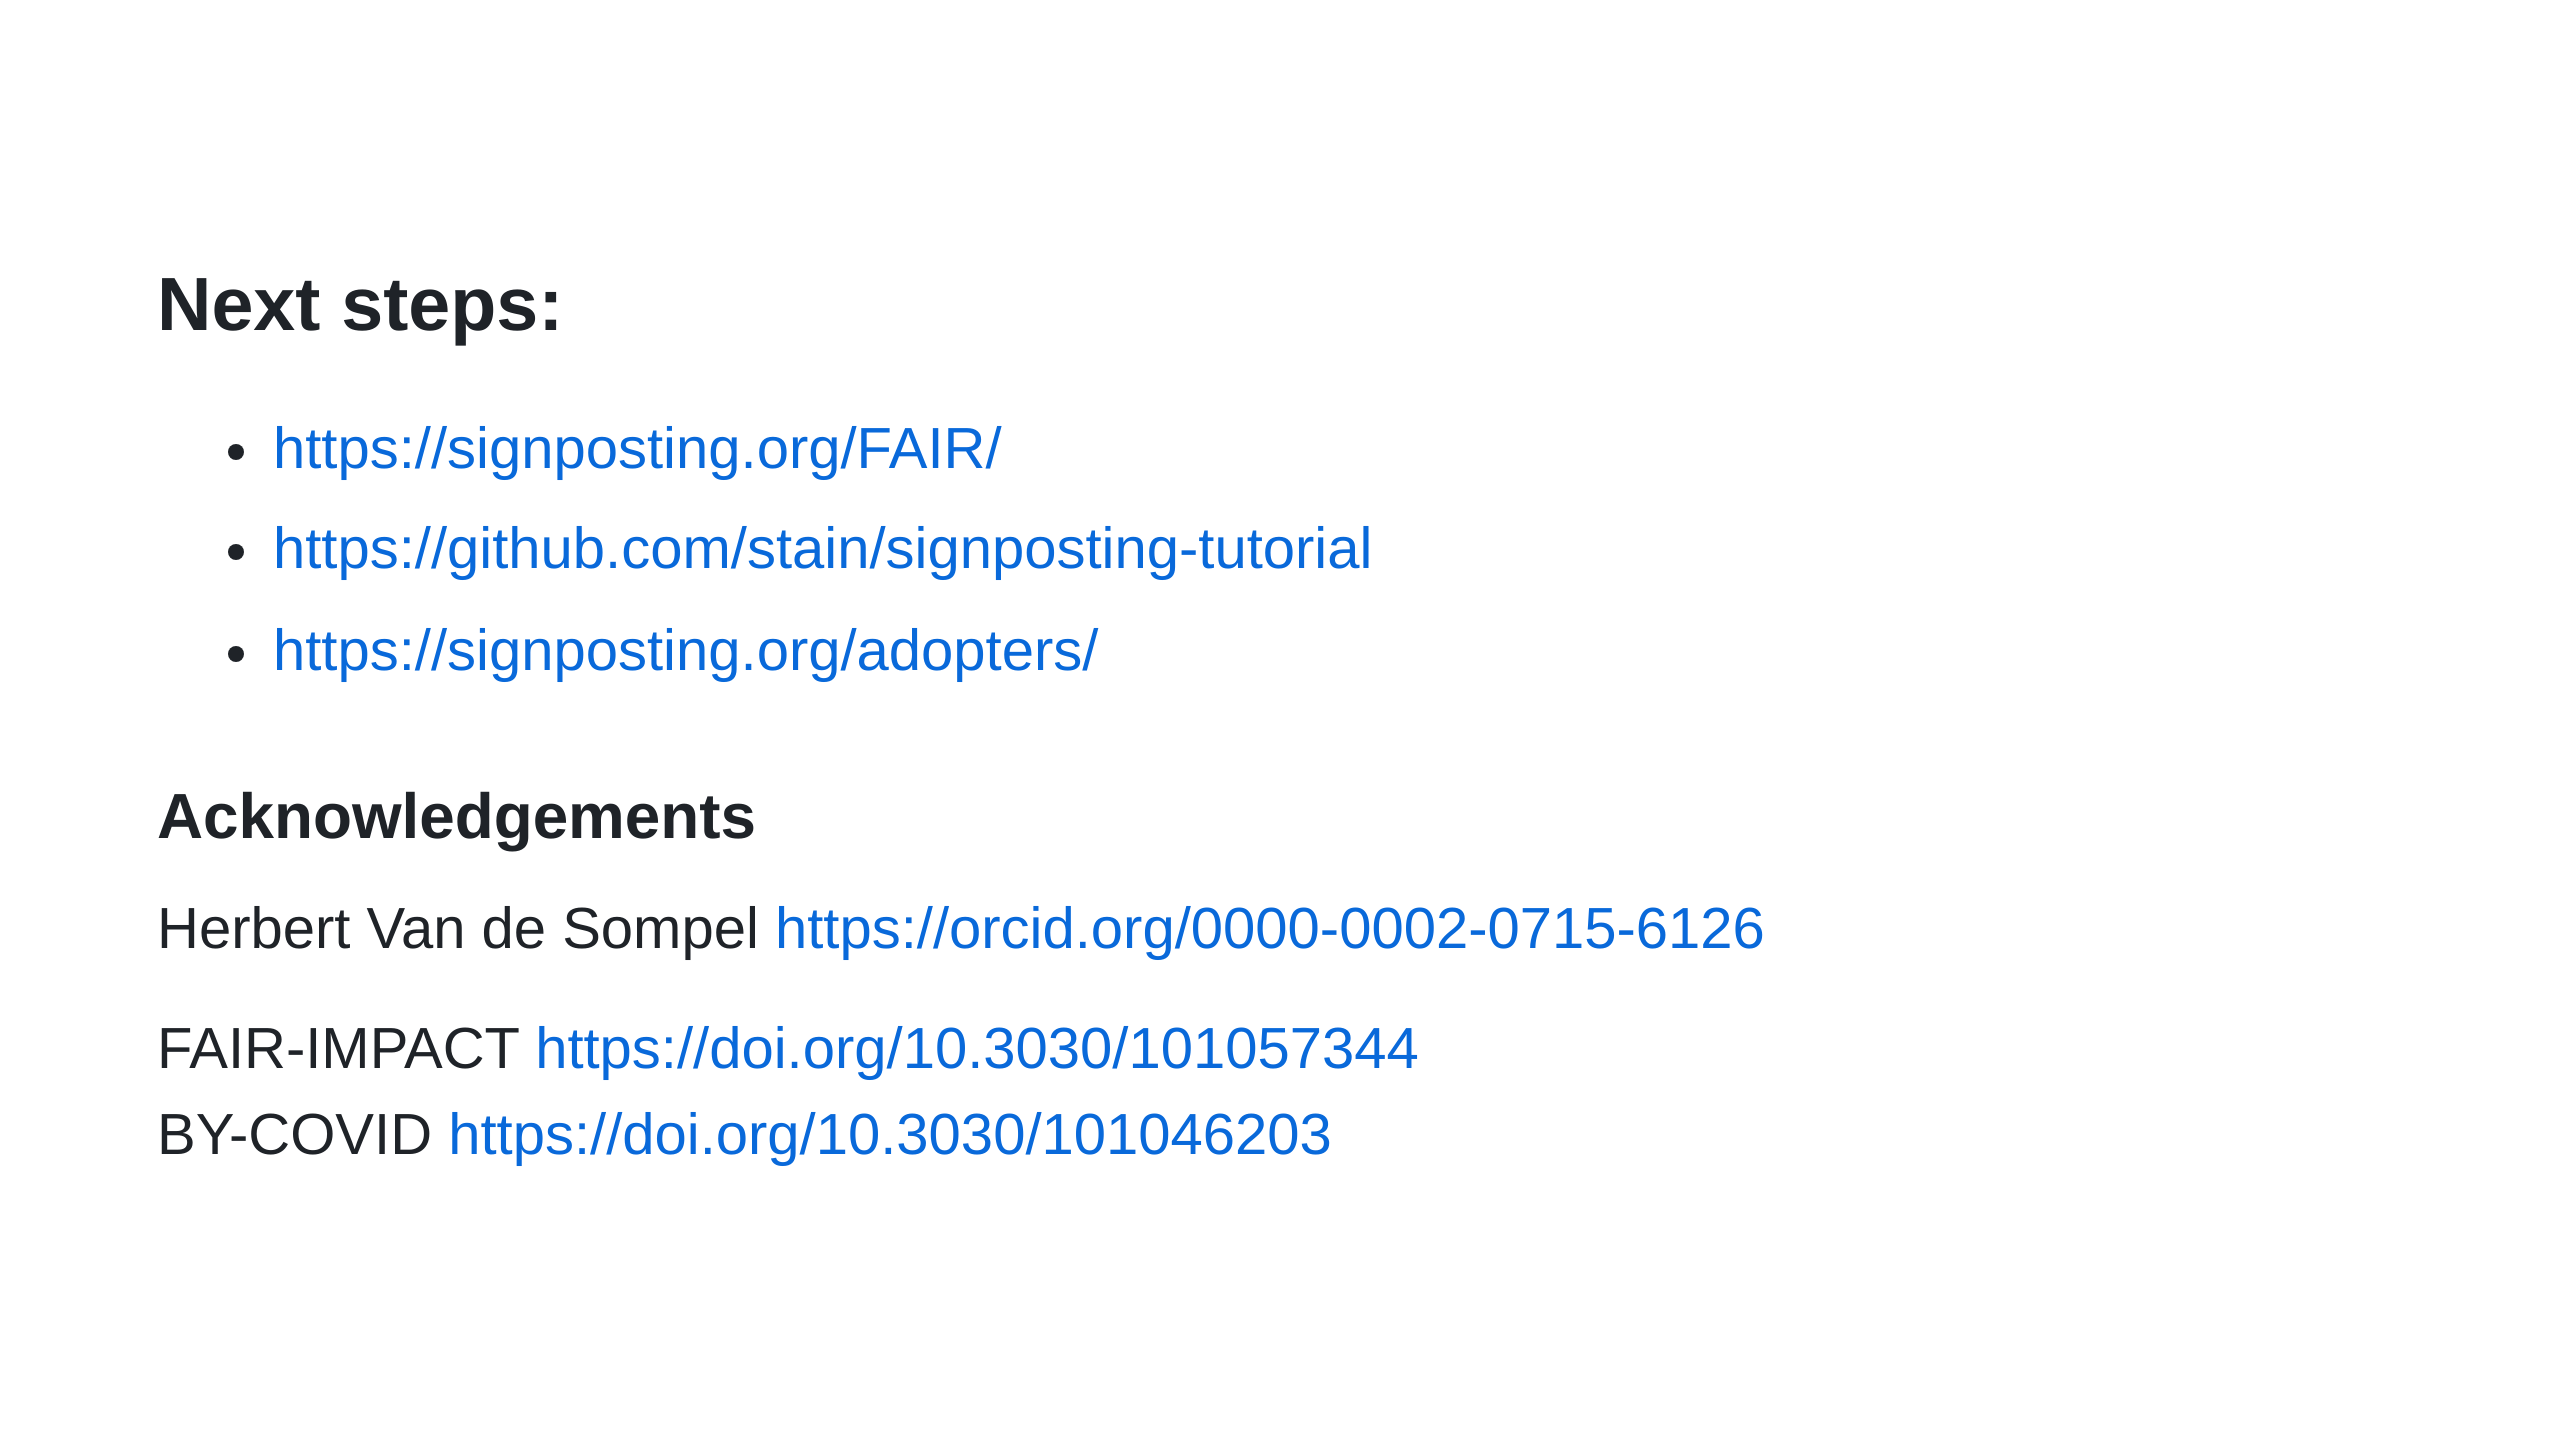 Next steps:
• https://signposting.org/FAIR/
• https://github.com/stain/signposting-tutorial
• https://signposting.org/adopters/
Acknowledgements
Herbert Van de Sompel https://orcid.org/0000-0002-0715-6126
FAIR-IMPACT https://doi.org/10.3030/101057344
BY-COVID https://doi.org/10.3030/101046203